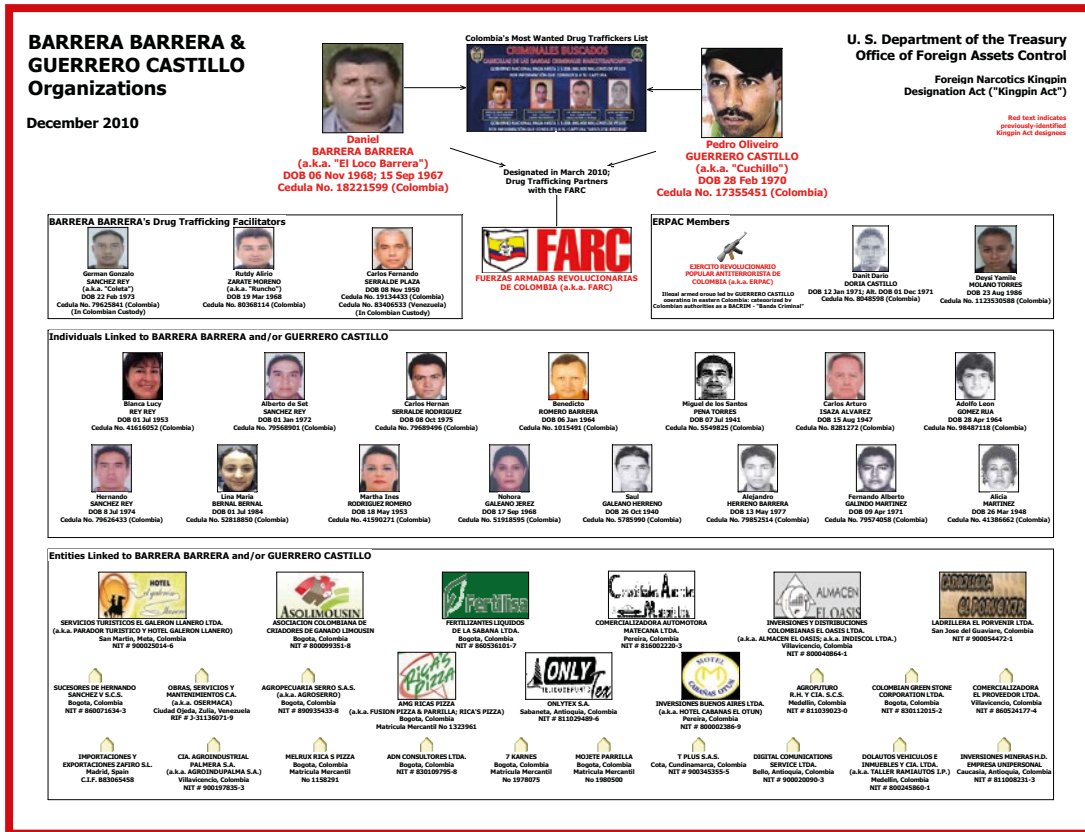 BARRERA BARRERA &
GUERRERO CASTILLO
Organizations
December 2010
Colombia's Most Wanted Drug Traffickers List
CRIMINALES BUSCADOS
U. S. Department of the Treasury
Office of Foreign Assets Control
Foreign Narcotics Kingpin
Designation Act ("Kingpin Act")
Red text indicates
previously-identified
Kingpin Act designees
Daniel
BARRERA BARRERA
(a.k.a. "El Loco Barrera")
DOB 06 Nov 1968; 15 Sep 1967
Cedula No. 18221599 (Colombia)
Pedro Oliveiro
GUERRERO CASTILLO
(a.k.a. "Cuchillo")
DOB 28 Feb 1970
Cedula No. 17355451 (Colombia)
Designated in March 2010;
Drug Trafficking Partners
with the FARC
BARRERA BARRERA's Drug Trafficking Facilitators
German Gonzalo
SANCHEZ REY
(a.k.a. "Coleta")
DOB 22 Feb 1973
Cedula No. 79625841 (Colombia)
(In Colombian Custody)
Rutdy Alirio
ZARATE MORENO
(a.k.a. "Runcho")
DOB 19 Mar 1968
Cedula No. 80368114 (Colombia)
Carlos Fernando
SERRALDE PLAZA
DOB 08 Nov 1950
Cedula No. 19134433 (Colombia)
Cedula No. 83406533 (Venezuela)
(In Colombian Custody)
FARC
FUERZAS ARMADAS REVOLUCIONARIAS
DE COLOMBIA (a.k.a. FARC)
ERPAC Members
EJERCITO REVOLUCIONARIO
POPULAR ANTITERRORISTA DE
COLOMBIA (a.k.a. ERPAC)
Illegal armed group led by GUERRERO CASTILLO
operating in eastern Colombia: categorized by
Colombian authorities as a BACRIM - "Banda Criminal"
Danit Dario
DORIA CASTILLO
DOB 12 Jan 1971; Alt. DOB 01 Dec 1971
Cedula No. 8048598 (Colombia)
Deysi Yamile
MOLANO TORRES
DOB 23 Aug 1986
Cedula No. 1123530588 (Colombia)
Individuals Linked to BARRERA BARRERA and/or GUERRERO CASTILLO
Blanca Lucy
REY REY
DOB 01 Jul 1953
Cedula No. 41616052 (Colombia)
Alberto de Set
SANCHEZ REY
DOB 01 Jan 1972
Cedula No. 79568901 (Colombia)
Carlos Hernan
SERRALDE RODRIGUEZ
DOB 08 Oct 1975
Cedula No. 79689496 (Colombia)
Benedicto
ROMERO BARRERA
DOB 06 Jan 1964
Cedula No. 1015491 (Colombia)
Miguel de los Santos
PENA TORRES
DOB 07 Jul 1941
Cedula No. 5549825 (Colombia)
Carlos Arturo
ISAZA ALVAREZ
DOB 15 Aug 1947
Cedula No. 8281272 (Colombia)
Adolfo Leon
GOMEZ RUA
DOB 28 Apr 1964
Cedula No. 98487118 (Colombia)
Hernando
SANCHEZ REY
DOB 8 Jul 1974
Cedula No. 79626433 (Colombia)
Lina Maria
BERNAL BERNAL
DOB 01 Jul 1984
Cedula No. 52818850 (Colombia)
Martha Ines
RODRIGUEZ ROMERO
DOB 18 May 1953
Cedula No. 41590271 (Colombia)
Nohora
GALEANO JEREZ
DOB 17 Sep 1968
Cedula No. 51918595 (Colombia)
Saul
GALEANO HERRENO
DOB 26 Oct 1940
Cedula No. 5785990 (Colombia)
Alejandro
HERRENO BARRERA
DOB 13 May 1977
Cedula No. 79852514 (Colombia)
Fernando Alberto
GALINDO MARTINEZ
DOB 09 Apr 1971
Cedula No. 79574058 (Colombia)
Alicia
MARTINEZ
DOB 26 Mar 1948
Cedula No. 41386662 (Colombia)
Entities Linked to BARRERA BARRERA and/or GUERRERO CASTILLO
HOTEL
SERVICIOS TURISTICOS EL GALERON LLANERO LTDA.
(a.k.a. PARADOR TURISTICO Y HOTEL GALERON LLANERO)
San Martin, Meta, Colombia
NIT # 900025014-6
ASOLIMOUSIN
ASOCIACION COLOMBIANA DE
CRIADORES DE GANADO LIMOUSIN
Bogota, Colombia
NIT # 800099351-8
Fertilisa
FERTILIZANTES LIQUIDOS
DE LA SABANA LTDA.
Bogota, Colombia
NIT # 860536101-7
COMERCIALIZADORA AUTOMOTORA
MATECANA LTDA.
Pereira, Colombia
NIT # 816002220-3
ALMACEN
EL OASIS
INVERSIONES Y DISTRIBUCIONES
COLOMBIANAS EL OASIS LTDA.
(a.k.a. ALMACEN EL OASIS; a.k.a. INDISCOL LTDA.)
Villavicencio, Colombia
NIT # 800040864-1
LADRILLERA
EL PORVENIR
LADRILLERA EL PORVENIR LTDA.
San Jose del Guaviare, Colombia
NIT # 900054472-1
SUCESORES DE HERNANDO
SANCHEZ V S.C.S.
Bogota, Colombia
NIT # 860071634-3
OBRAS, SERVICIOS Y
MANTENIMIENTOS C.A.
(a.k.a. OSERMACA)
Ciudad Ojeda, Zulia, Venezuela
RIF # J-31136071-9
AGROPECUARIA SERRO S.A.S.
(a.k.a. AGROSERRO)
Bogota, Colombia
NIT # 890935433-8
RICA'S
PIZZA
AMG RICAS PIZZA
(a.k.a. FUSION PIZZA & PARRILLA; RICA'S PIZZA)
Bogota, Colombia
Matricula Mercantil No 1323961
ONLY
Tex
ONLYTEX S.A.
Sabaneta, Antioquia, Colombia
NIT # 811029489-6
MOTEL
CABAÑAS OTUN
INVERSIONES BUENOS AIRES LTDA.
(a.k.a. HOTEL CABANAS EL OTUN)
Pereira, Colombia
NIT # 800002386-9
AGROFUTURO
R.H. Y CIA. S.C.S.
Medellin, Colombia
NIT # 811039023-0
COLOMBIAN GREEN STONE
CORPORATION LTDA.
Bogota, Colombia
NIT # 830112015-2
COMERCIALIZADORA
EL PROVEEDOR LTDA.
Villavicencio, Colombia
NIT # 860524177-4
IMPORTACIONES Y
EXPORTACIONES ZAFIRO S.L.
Madrid, Spain
C.I.F. B83065458
CIA. AGROINDUSTRIAL
PALMERA S.A.
(a.k.a. AGROINDUPALMA S.A.)
Villavicencio, Colombia
NIT # 900197835-3
MELRUX RICA S PIZZA
Bogota, Colombia
Matricula Mercantil
No 1158291
ADN CONSULTORES LTDA.
Bogota, Colombia
NIT # 830109795-8
7 KARNES
Bogota, Colombia
Matricula Mercantil
No 1978075
MOJETE PARRILLA
Bogota, Colombia
Matricula Mercantil
No 1980500
T PLUS S.A.S.
Cota, Cundinamarca, Colombia
NIT # 900345355-5
DIGITAL COMMUNICATIONS
SERVICE LTDA.
Bello, Antioquia, Colombia
NIT # 900020090-3
DOLAUTOS VEHICULOS E
INMUEBLES Y CIA. LTDA.
(a.k.a. TALLER RAMIAUTOS I.P.)
Medellin, Colombia
NIT # 800245860-1
INVERSIONES MINERAS H.D.
EMPRESA UNIPERSONAL
Caucasia, Antioquia, Colombia
NIT # 811008231-3